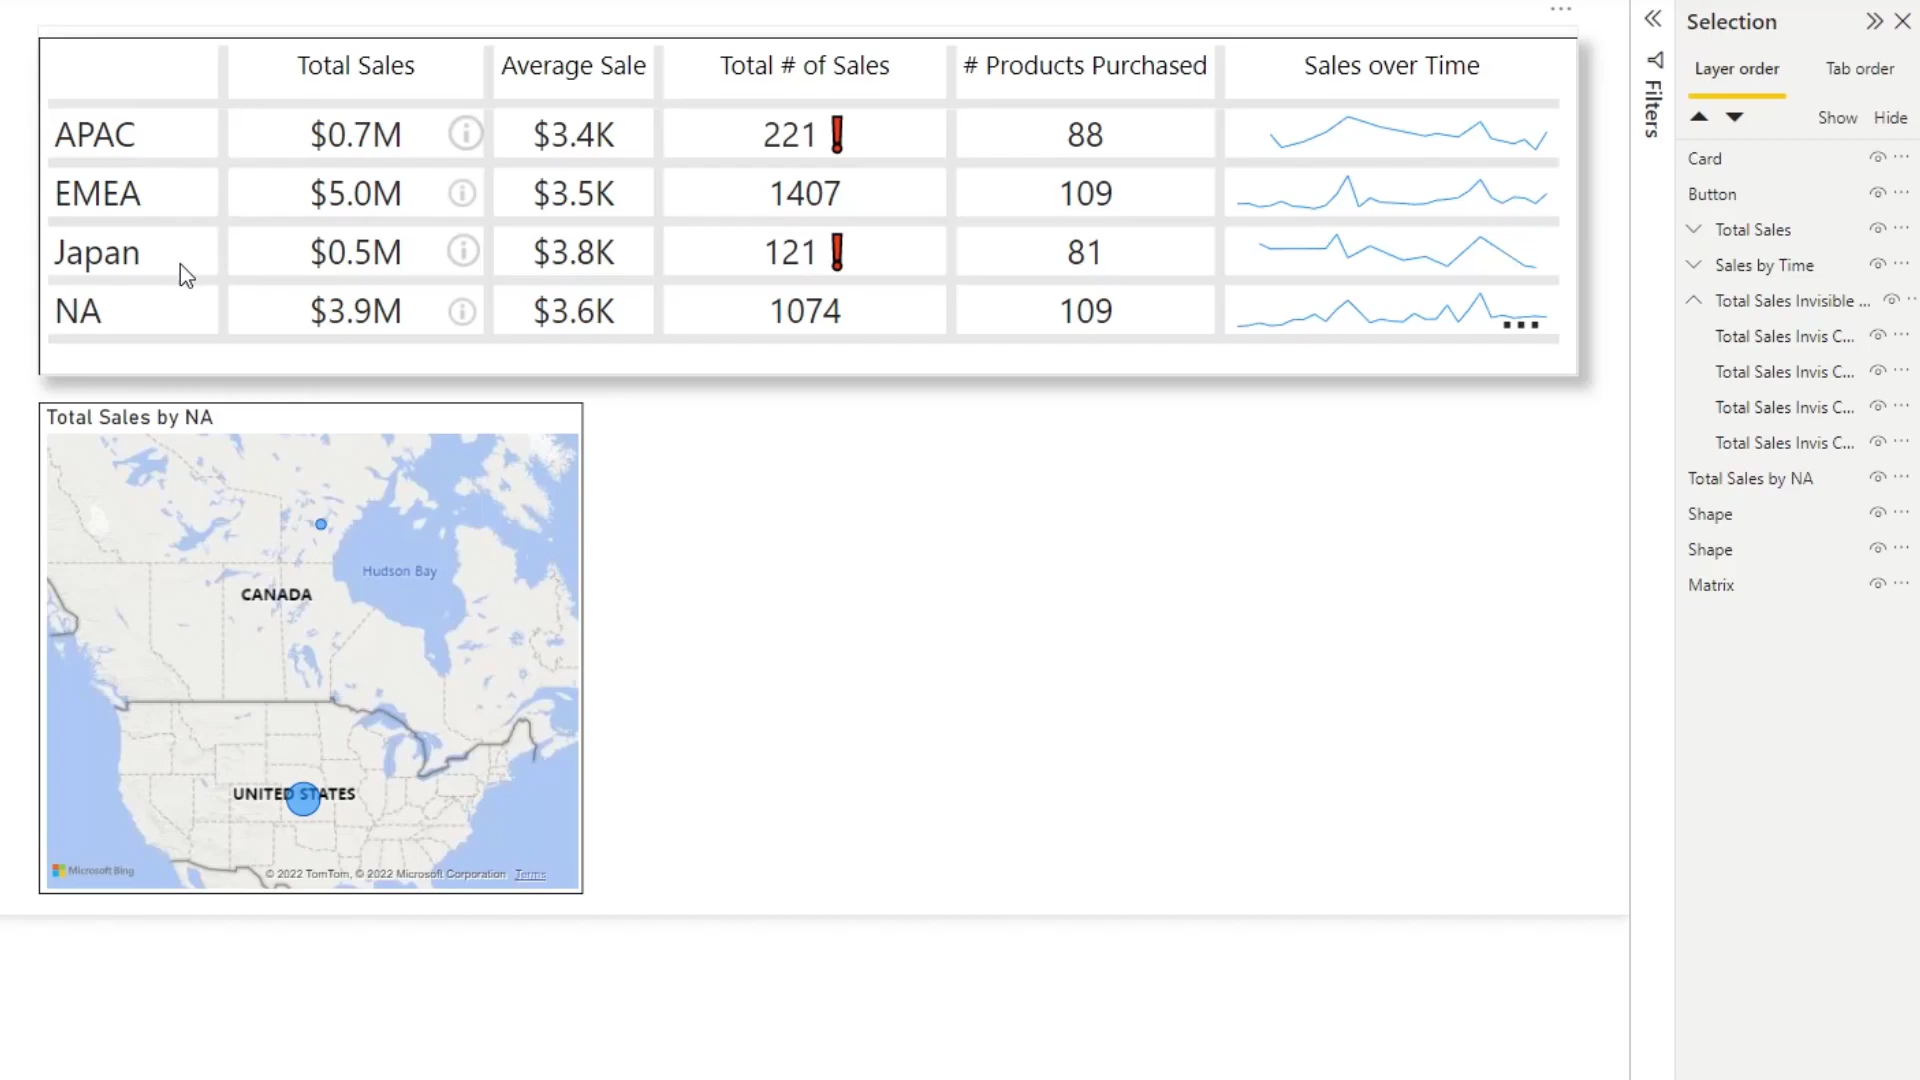 Total Sales Average Sale Total # of Sales # Products Purchased Sales over Time
APAC $0.7M $3.4K 221 88
EMEA $5.0M $3.5K 1407 109
Japan $0.5M $3.8K 121 81
NA $3.9M $3.6K 1074 109
Total Sales by NA
Hudson Bay
CANADA
UNITED STATES
Microsoft Bing
© 2022 TomTom, © 2022 Microsoft Corporation Terms
Filters
Selection
Layer order Tab order
Show Hide
Card
Button
Total Sales
Sales by Time
Total Sales Invisible ...
Total Sales Invis C...
Total Sales Invis C...
Total Sales Invis C...
Total Sales Invis C...
Total Sales by NA
Shape
Shape
Matrix